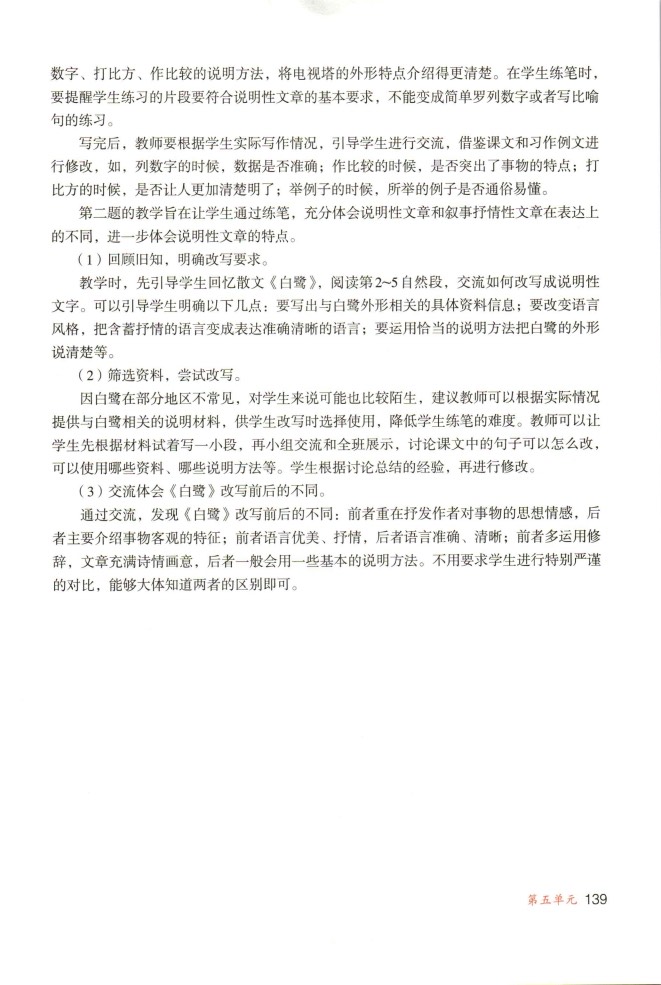 数字、打比方、作比较的说明方法，将电视塔的外形特点介绍得更清楚。在学生练笔时，
要提醒学生练习的片段要符合说明性文章的基本要求，不能变成简单罗列数字或者写比喻
句的练习。
写完后，教师要根据学生实际写作情况，引导学生进行交流，借鉴课文和习作例文进
行修改，如，列数字的时候，数据是否准确；作比较的时候，是否突出了事物的特点；打
比方的时候，是否让人更加清楚明了；举例子的时候，所举的例子是否通俗易懂。
第二题的教学旨在让学生通过练笔，充分体会说明性文章和叙事抒情性文章在表达上
的不同，进一步体会说明性文章的特点。
（1）回顾旧知，明确改写要求。
教学时，先引导学生回忆散文《白鹭》，阅读第2~5自然段，交流如何改写成说明性
文字。可以引导学生明确以下几点：要写出与白鹭外形相关的具体资料信息；要改变语言
风格，把含蓄抒情的语言变成表达准确清晰的语言；要运用恰当的说明方法把白鹭的外形
说清楚等。
（2）筛选资料，尝试改写。
因白鹭在部分地区不常见，对学生来说可能也比较陌生，建议教师可以根据实际情况
提供与白鹭相关的说明材料，供学生改写时选择使用，降低学生练笔的难度。教师可以让
学生先根据材料试着写一小段，再小组交流和全班展示，讨论课文中的句子可以怎么改，
可以使用哪些资料、哪些说明方法等。学生根据讨论总结的经验，再进行修改。
（3）交流体会《白鹭》改写前后的不同。
通过交流，发现《白鹭》改写前后的不同：前者重在抒发作者对事物的思想情感，后
者主要介绍事物客观的特征；前者语言优美、抒情，后者语言准确、清晰；前者多运用修
辞，文章充满诗情画意，后者一般会用一些基本的说明方法。不用要求学生进行特别严谨
的对比，能够大体知道两者的区别即可。
第五单元 139